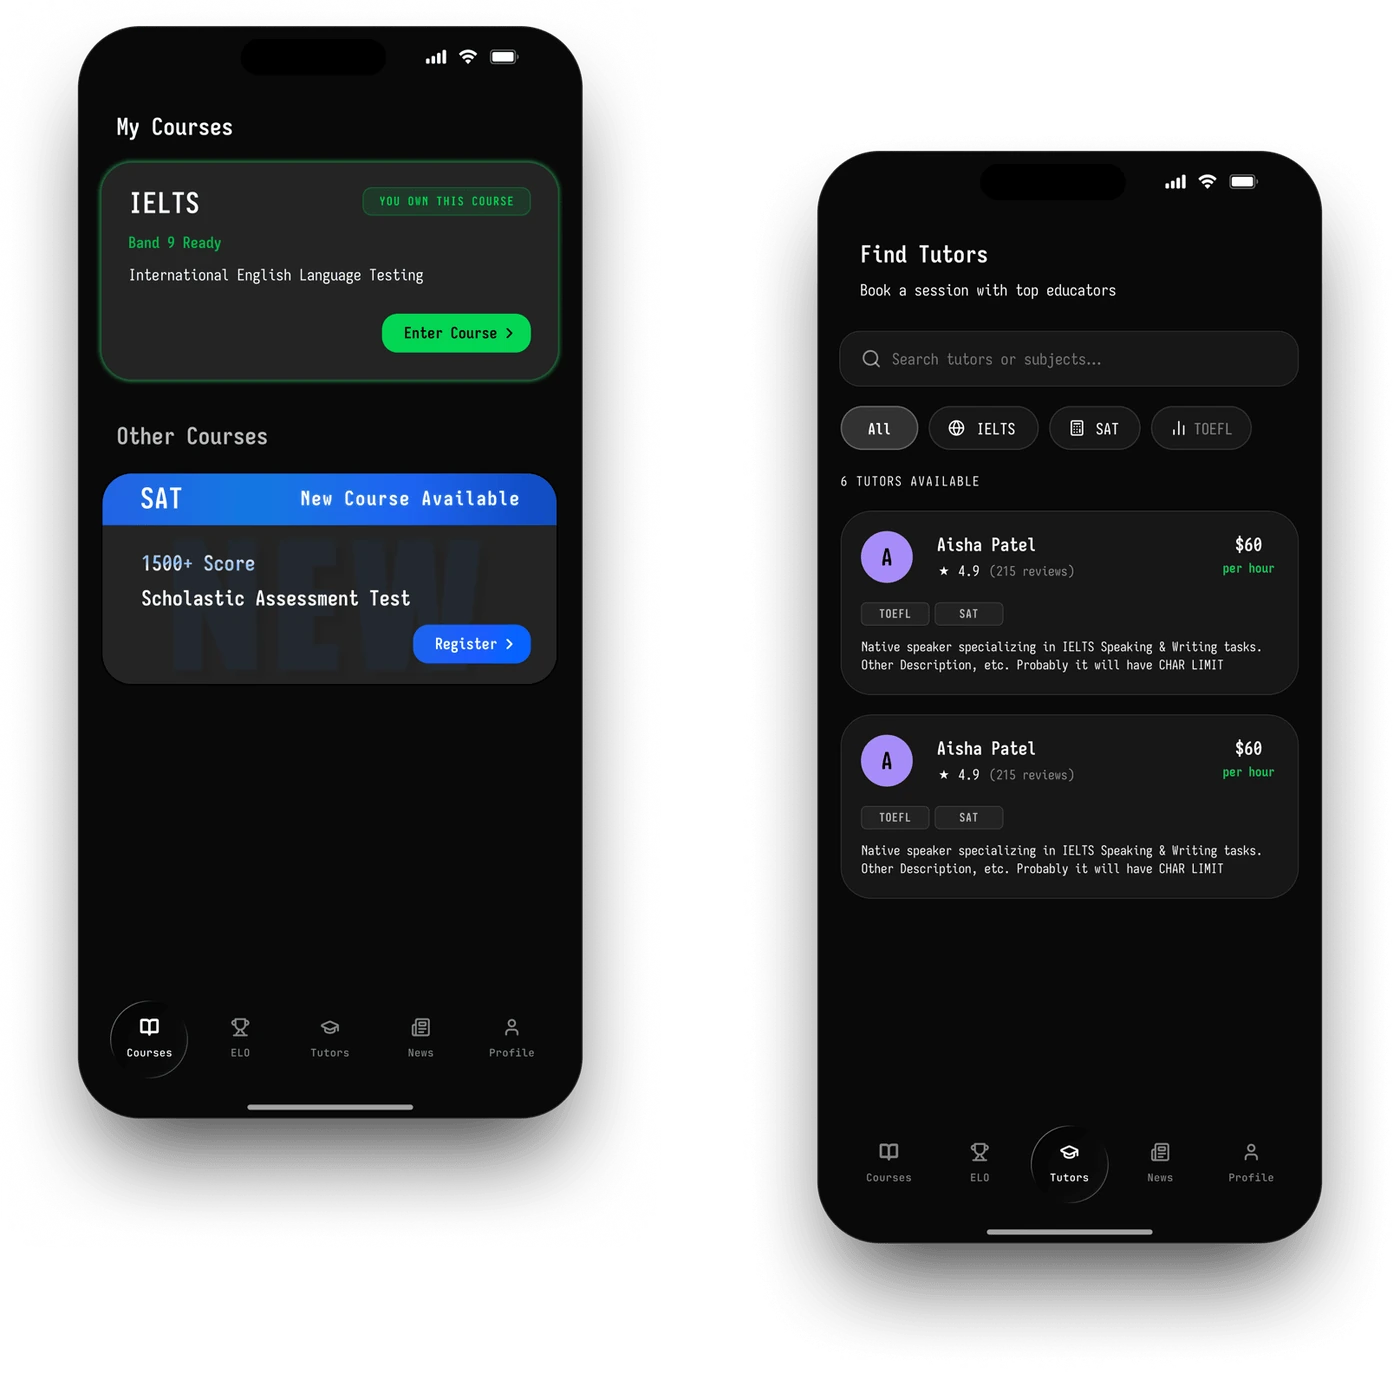 My Courses
IELTS
YOU OWN THIS COURSE
Band 9 Ready
International English Language Testing
Enter Course >
Other Courses
SAT
New Course Available
NEW
1500+ Score
Scholastic Assessment Test
Register >
Courses
ELO
Tutors
News
Profile
Find Tutors
Book a session with top educators
Search tutors or subjects...
All
IELTS
SAT
TOEFL
6 TUTORS AVAILABLE
A
Aisha Patel
$60
★ 4.9 (215 reviews)
per hour
TOEFL
SAT
Native speaker specializing in IELTS Speaking & Writing tasks.
Other Description, etc. Probably it will have CHAR LIMIT
A
Aisha Patel
$60
★ 4.9 (215 reviews)
per hour
TOEFL
SAT
Native speaker specializing in IELTS Speaking & Writing tasks.
Other Description, etc. Probably it will have CHAR LIMIT
Courses
ELO
Tutors
News
Profile